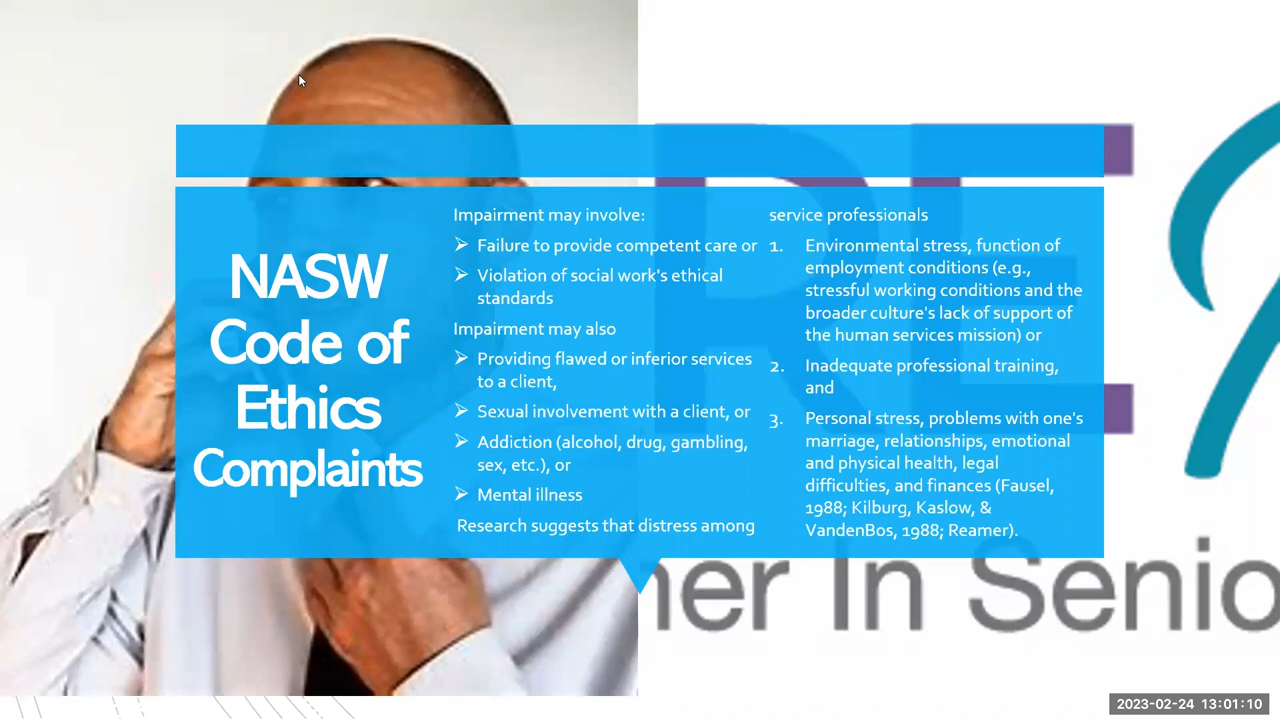 NASW
Code of
Ethics
Complaints
Impairment may involve:
➢ Failure to provide competent care or
➢ Violation of social work's ethical
standards
Impairment may also
➢ Providing flawed or inferior services
to a client,
➢ Sexual involvement with a client, or
➢ Addiction (alcohol, drug, gambling,
sex, etc.), or
➢ Mental illness
Research suggests that distress among
service professionals
1. Environmental stress, function of
employment conditions (e.g.,
stressful working conditions and the
broader culture's lack of support of
the human services mission) or
2. Inadequate professional training,
and
3. Personal stress, problems with one's
marriage, relationships, emotional
and physical health, legal
difficulties, and finances (Fausel,
1988; Kilburg, Kaslow, &
VandenBos, 1988; Reamer).
RE
ner In Senio
2023-02-24 13:01:10